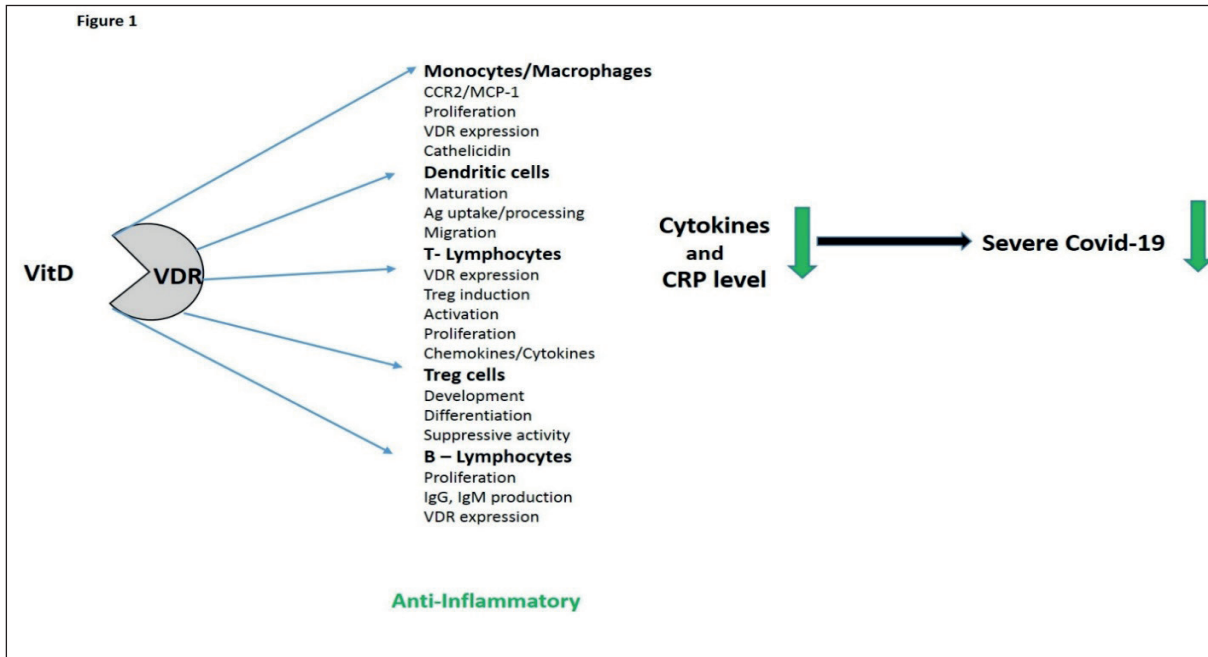 Figure 1
VitD
VDR
Monocytes/Macrophages
CCR2/MCP-1
Proliferation
VDR expression
Cathelicidin
Dendritic cells
Maturation
Ag uptake/processing
Migration
T- Lymphocytes
VDR expression
Treg induction
Activation
Proliferation
Chemokines/Cytokines
Treg cells
Development
Differentiation
Suppressive activity
B – Lymphocytes
Proliferation
IgG, IgM production
VDR expression
Anti-Inflammatory
Cytokines
and
CRP level
Severe Covid-19